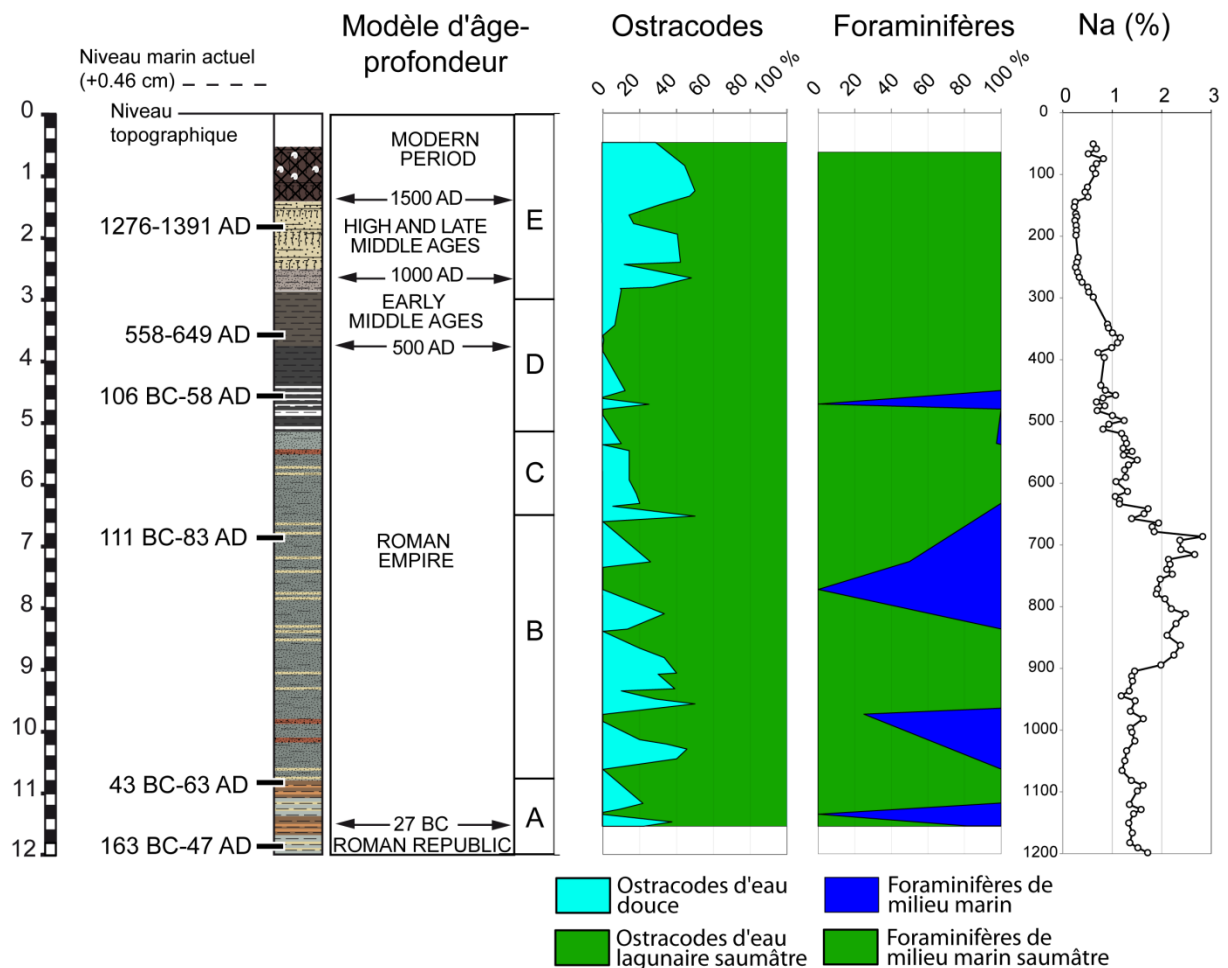 Modèle d'âge-
profondeur
Ostracodes
Foraminifères
Na (%)
Niveau marin actuel
(+0.46 cm)
Niveau
topographique
0
1
2
3
4
5
6
7
8
9
10
11
12
1276-1391 AD
558-649 AD
106 BC-58 AD
111 BC-83 AD
43 BC-63 AD
163 BC-47 AD
MODERN
PERIOD
1500 AD
HIGH AND LATE
MIDDLE AGES
1000 AD
EARLY
MIDDLE AGES
500 AD
ROMAN
EMPIRE
27 BC
ROMAN REPUBLIC
E
D
C
B
A
0 20 40 60 80 100 %
0 20 40 60 80 100 %
0 1 2 3
0
100
200
300
400
500
600
700
800
900
1000
1100
1200
Ostracodes d'eau
douce
Ostracodes d'eau
lagunaire saumâtre
Foraminifères de
milieu marin
Foraminifères de
milieu marin saumâtre